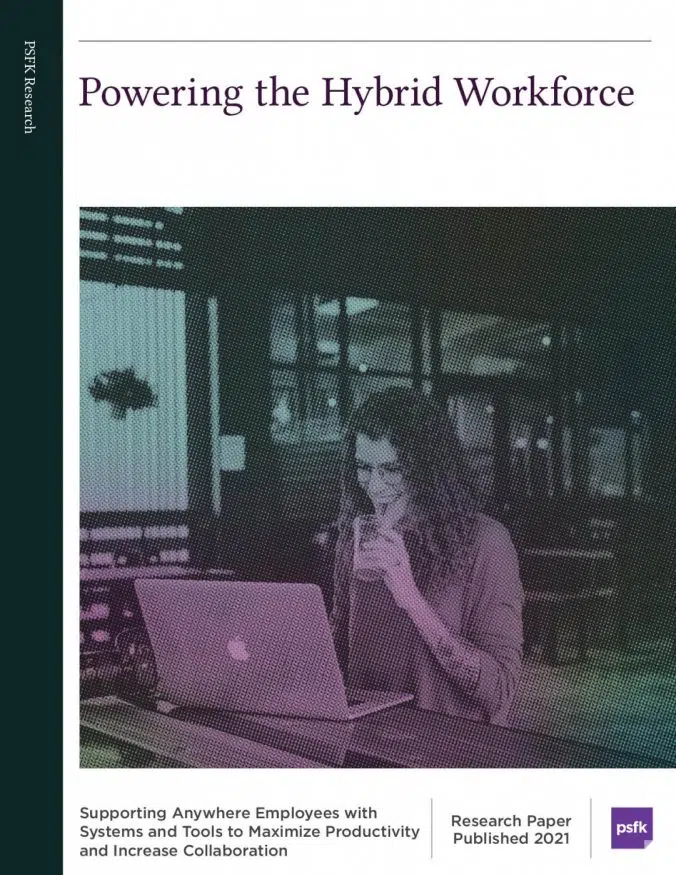 PSFK Research
Powering the Hybrid Workforce
Supporting Anywhere Employees with
Systems and Tools to Maximize Productivity
and Increase Collaboration
Research Paper
Published 2021
psfk